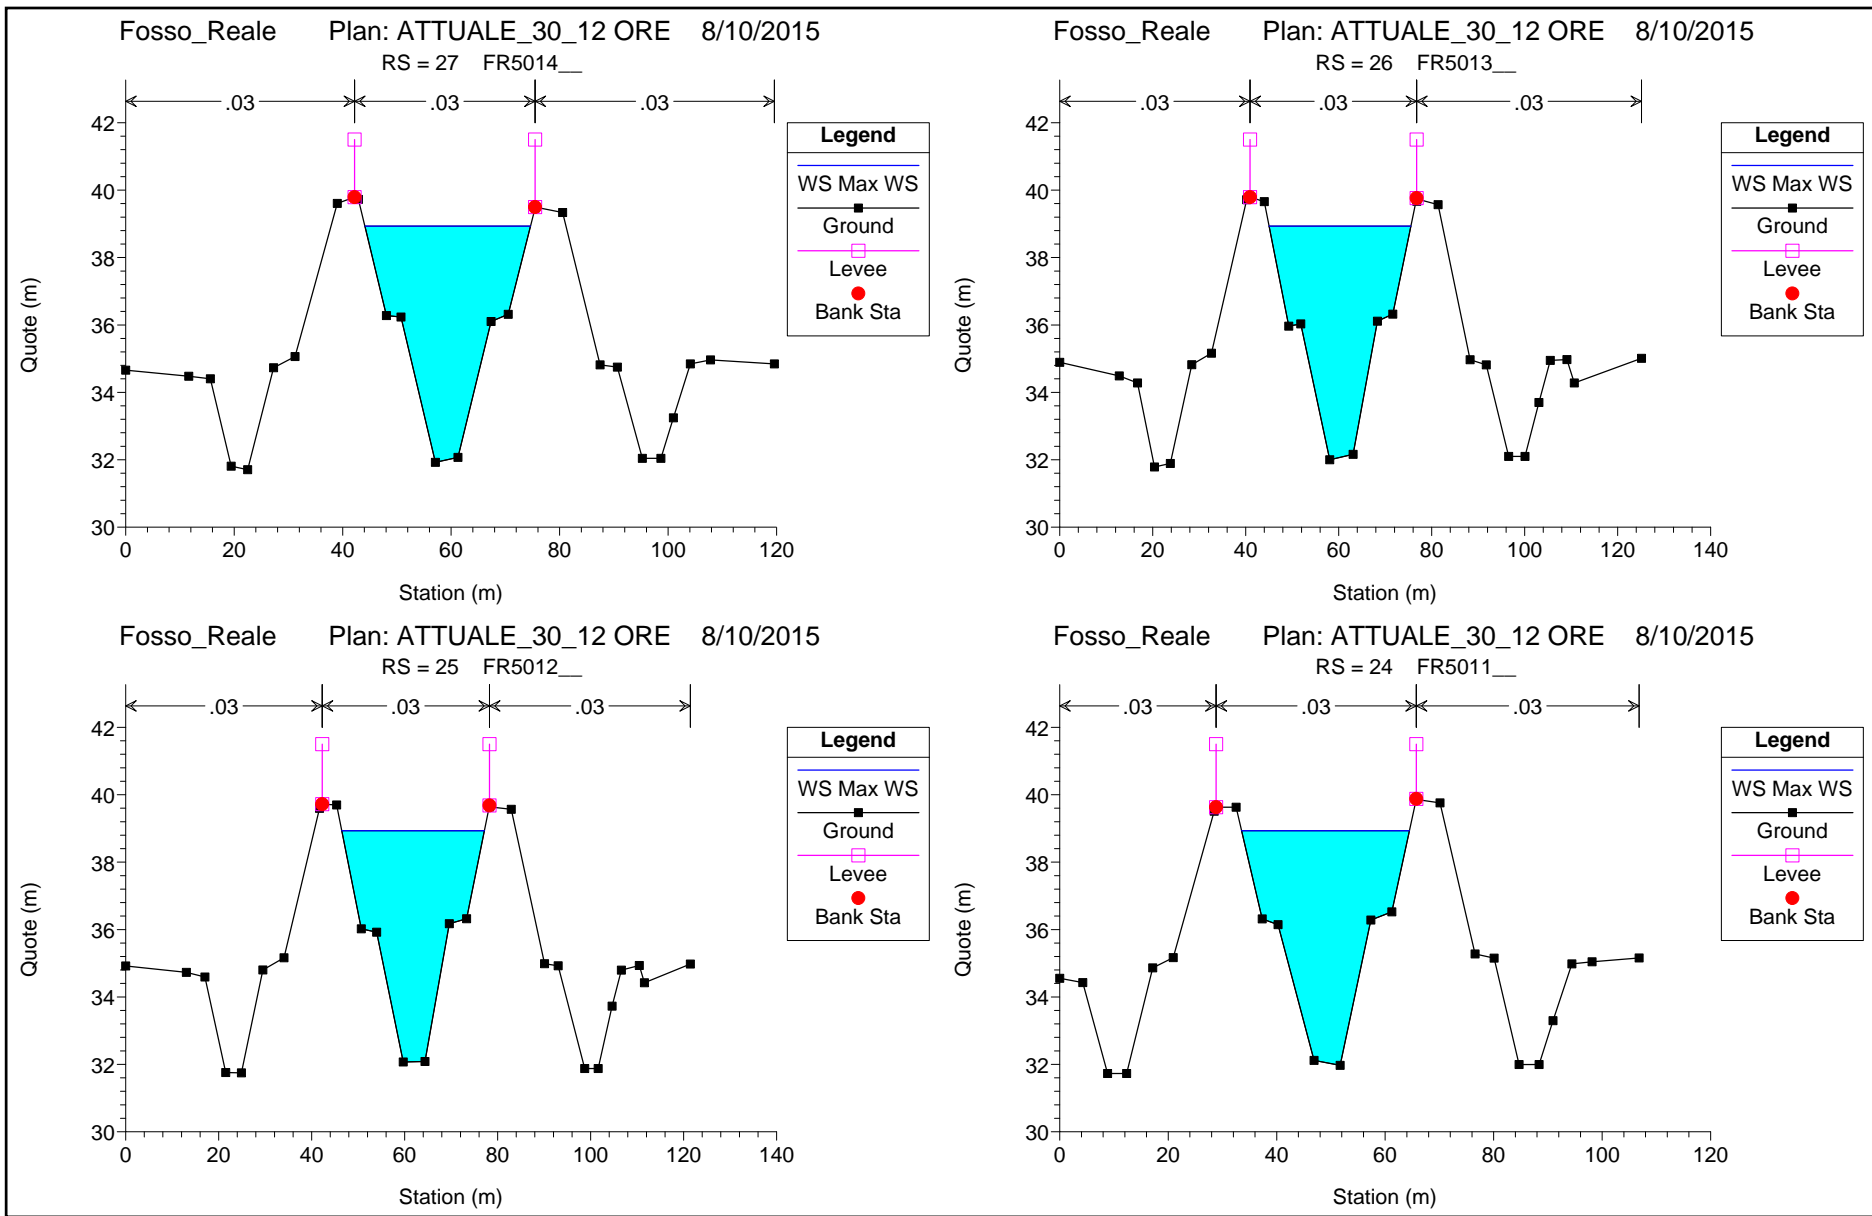 Fosso_Reale Plan: ATTUALE_30_12 ORE 8/10/2015
RS = 27 FR5014__
.03 .03 .03
42
40
38
36
34
32
30
Quote (m)
0 20 40 60 80 100 120
Station (m)
Legend
WS Max WS
Ground
Levee
Bank Sta
Fosso_Reale Plan: ATTUALE_30_12 ORE 8/10/2015
RS = 26 FR5013__
.03 .03 .03
42
40
38
36
34
32
30
Quote (m)
0 20 40 60 80 100 120 140
Station (m)
Legend
WS Max WS
Ground
Levee
Bank Sta
Fosso_Reale Plan: ATTUALE_30_12 ORE 8/10/2015
RS = 25 FR5012__
.03 .03 .03
42
40
38
36
34
32
30
Quote (m)
0 20 40 60 80 100 120 140
Station (m)
Legend
WS Max WS
Ground
Levee
Bank Sta
Fosso_Reale Plan: ATTUALE_30_12 ORE 8/10/2015
RS = 24 FR5011__
.03 .03 .03
42
40
38
36
34
32
30
Quote (m)
0 20 40 60 80 100 120
Station (m)
Legend
WS Max WS
Ground
Levee
Bank Sta